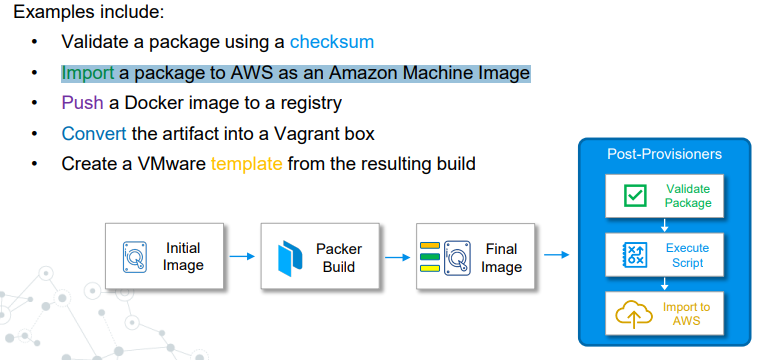 Examples include:
• Validate a package using a checksum
• Import a package to AWS as an Amazon Machine Image
• Push a Docker image to a registry
• Convert the artifact into a Vagrant box
• Create a VMware template from the resulting build
Post-Provisioners
Validate
Package
Initial
Image
Packer
Build
Final
Image
Execute
Script
Import to
AWS